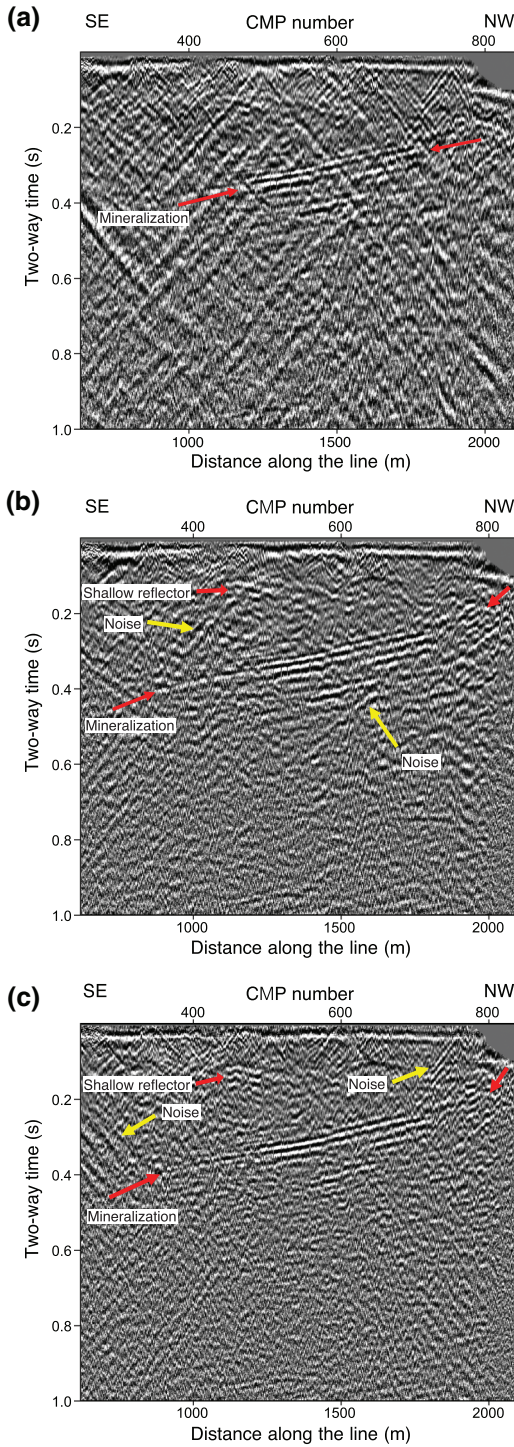 (a)
SE CMP number NW
400 600 800
Two-way time (s)
0.2
0.4
0.6
0.8
1.0
Mineralization
1000 1500 2000
Distance along the line (m)
(b)
SE CMP number NW
400 600 800
Two-way time (s)
0.2
0.4
0.6
0.8
1.0
Shallow reflector
Noise
Mineralization
Noise
1000 1500 2000
Distance along the line (m)
(c)
SE CMP number NW
400 600 800
Two-way time (s)
0.2
0.4
0.6
0.8
1.0
Shallow reflector Noise
Noise
Mineralization
1000 1500 2000
Distance along the line (m)